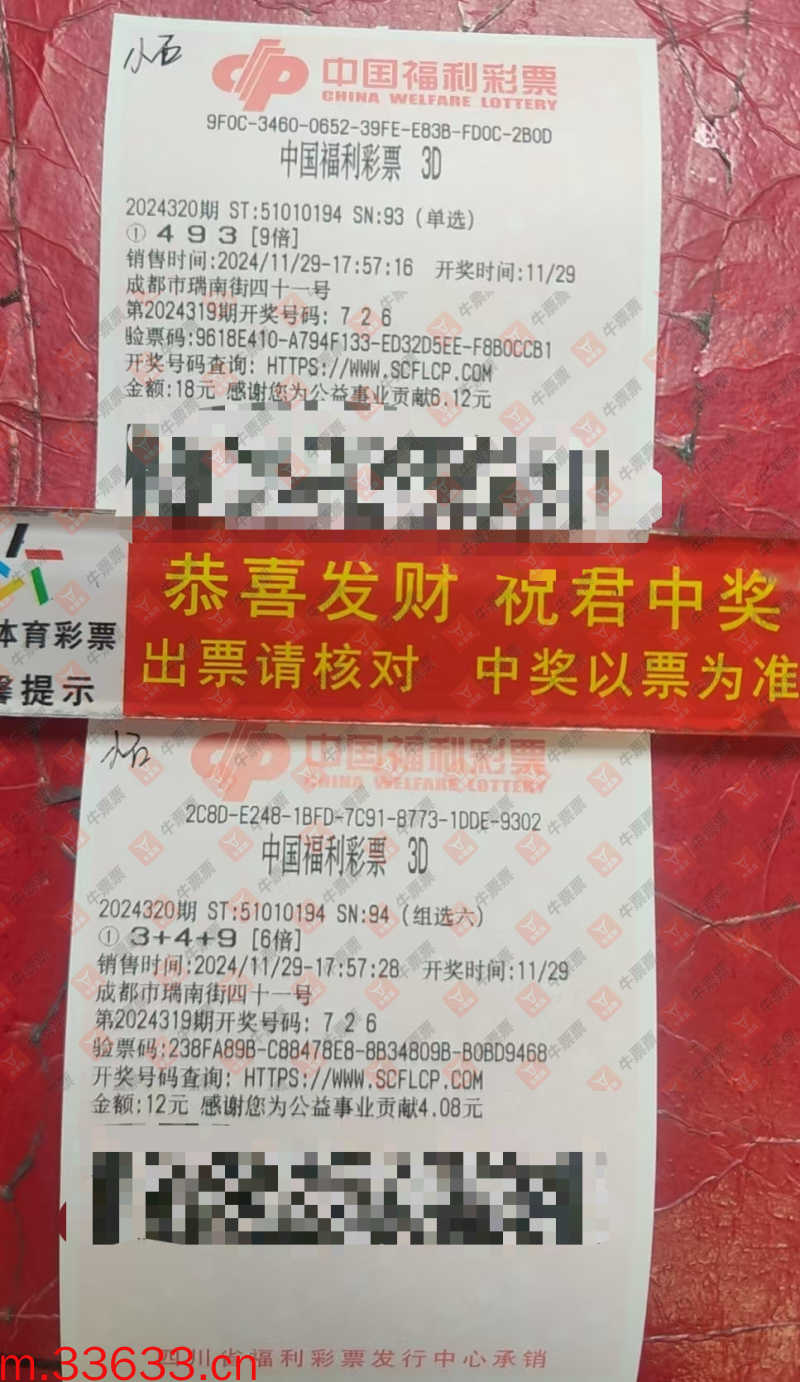 小石
中国福利彩票
CHINA WELFARE LOTTERY
9F0C-3460-0652-39FE-E83B-FD0C-2B0D
中国福利彩票 3D
2024320期 ST:51010194 SN:93 (单选)
① 4 9 3 [9倍]
销售时间:2024/11/29-17:57:16 开奖时间:11/29
成都市瑞南街四十一号
第2024319期开奖号码: 7 2 6
验票码:9618E410-A794F133-ED32D5EE-F8B0CCB1
开奖号码查询: HTTPS://WWW.SCFLCP.COM
金额:18元 感谢您为公益事业贡献6.12元
恭喜发财 祝君中奖
体育彩票
出票请核对 中奖以票为准
馨提示
小石
中国福利彩票
CHINA WELFARE LOTTERY
2C8D-E248-1BFD-7C91-8773-1DDE-9302
中国福利彩票 3D
2024320期 ST:51010194 SN:94 (组选六)
① 3+4+9 [6倍]
销售时间:2024/11/29-17:57:28 开奖时间:11/29
成都市瑞南街四十一号
第2024319期开奖号码: 7 2 6
验票码:238FA89B-C88478E8-8B34809B-B0BD9468
开奖号码查询: HTTPS://WWW.SCFLCP.COM
金额:12元 感谢您为公益事业贡献4.08元
四川省福利彩票发行中心承销
m.33633.cn
牛票票